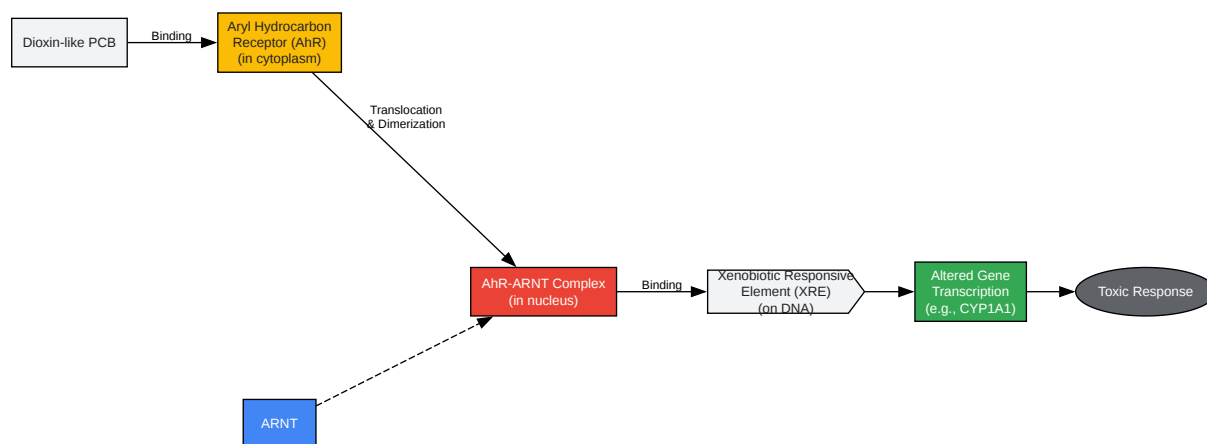 Dioxin-like PCB
Binding
Aryl Hydrocarbon
Receptor (AhR)
(in cytoplasm)
Translocation
& Dimerization
AhR-ARNT Complex
(in nucleus)
Binding
Xenobiotic Responsive
Element (XRE)
(on DNA)
Altered Gene
Transcription
(e.g., CYP1A1)
Toxic Response
ARNT